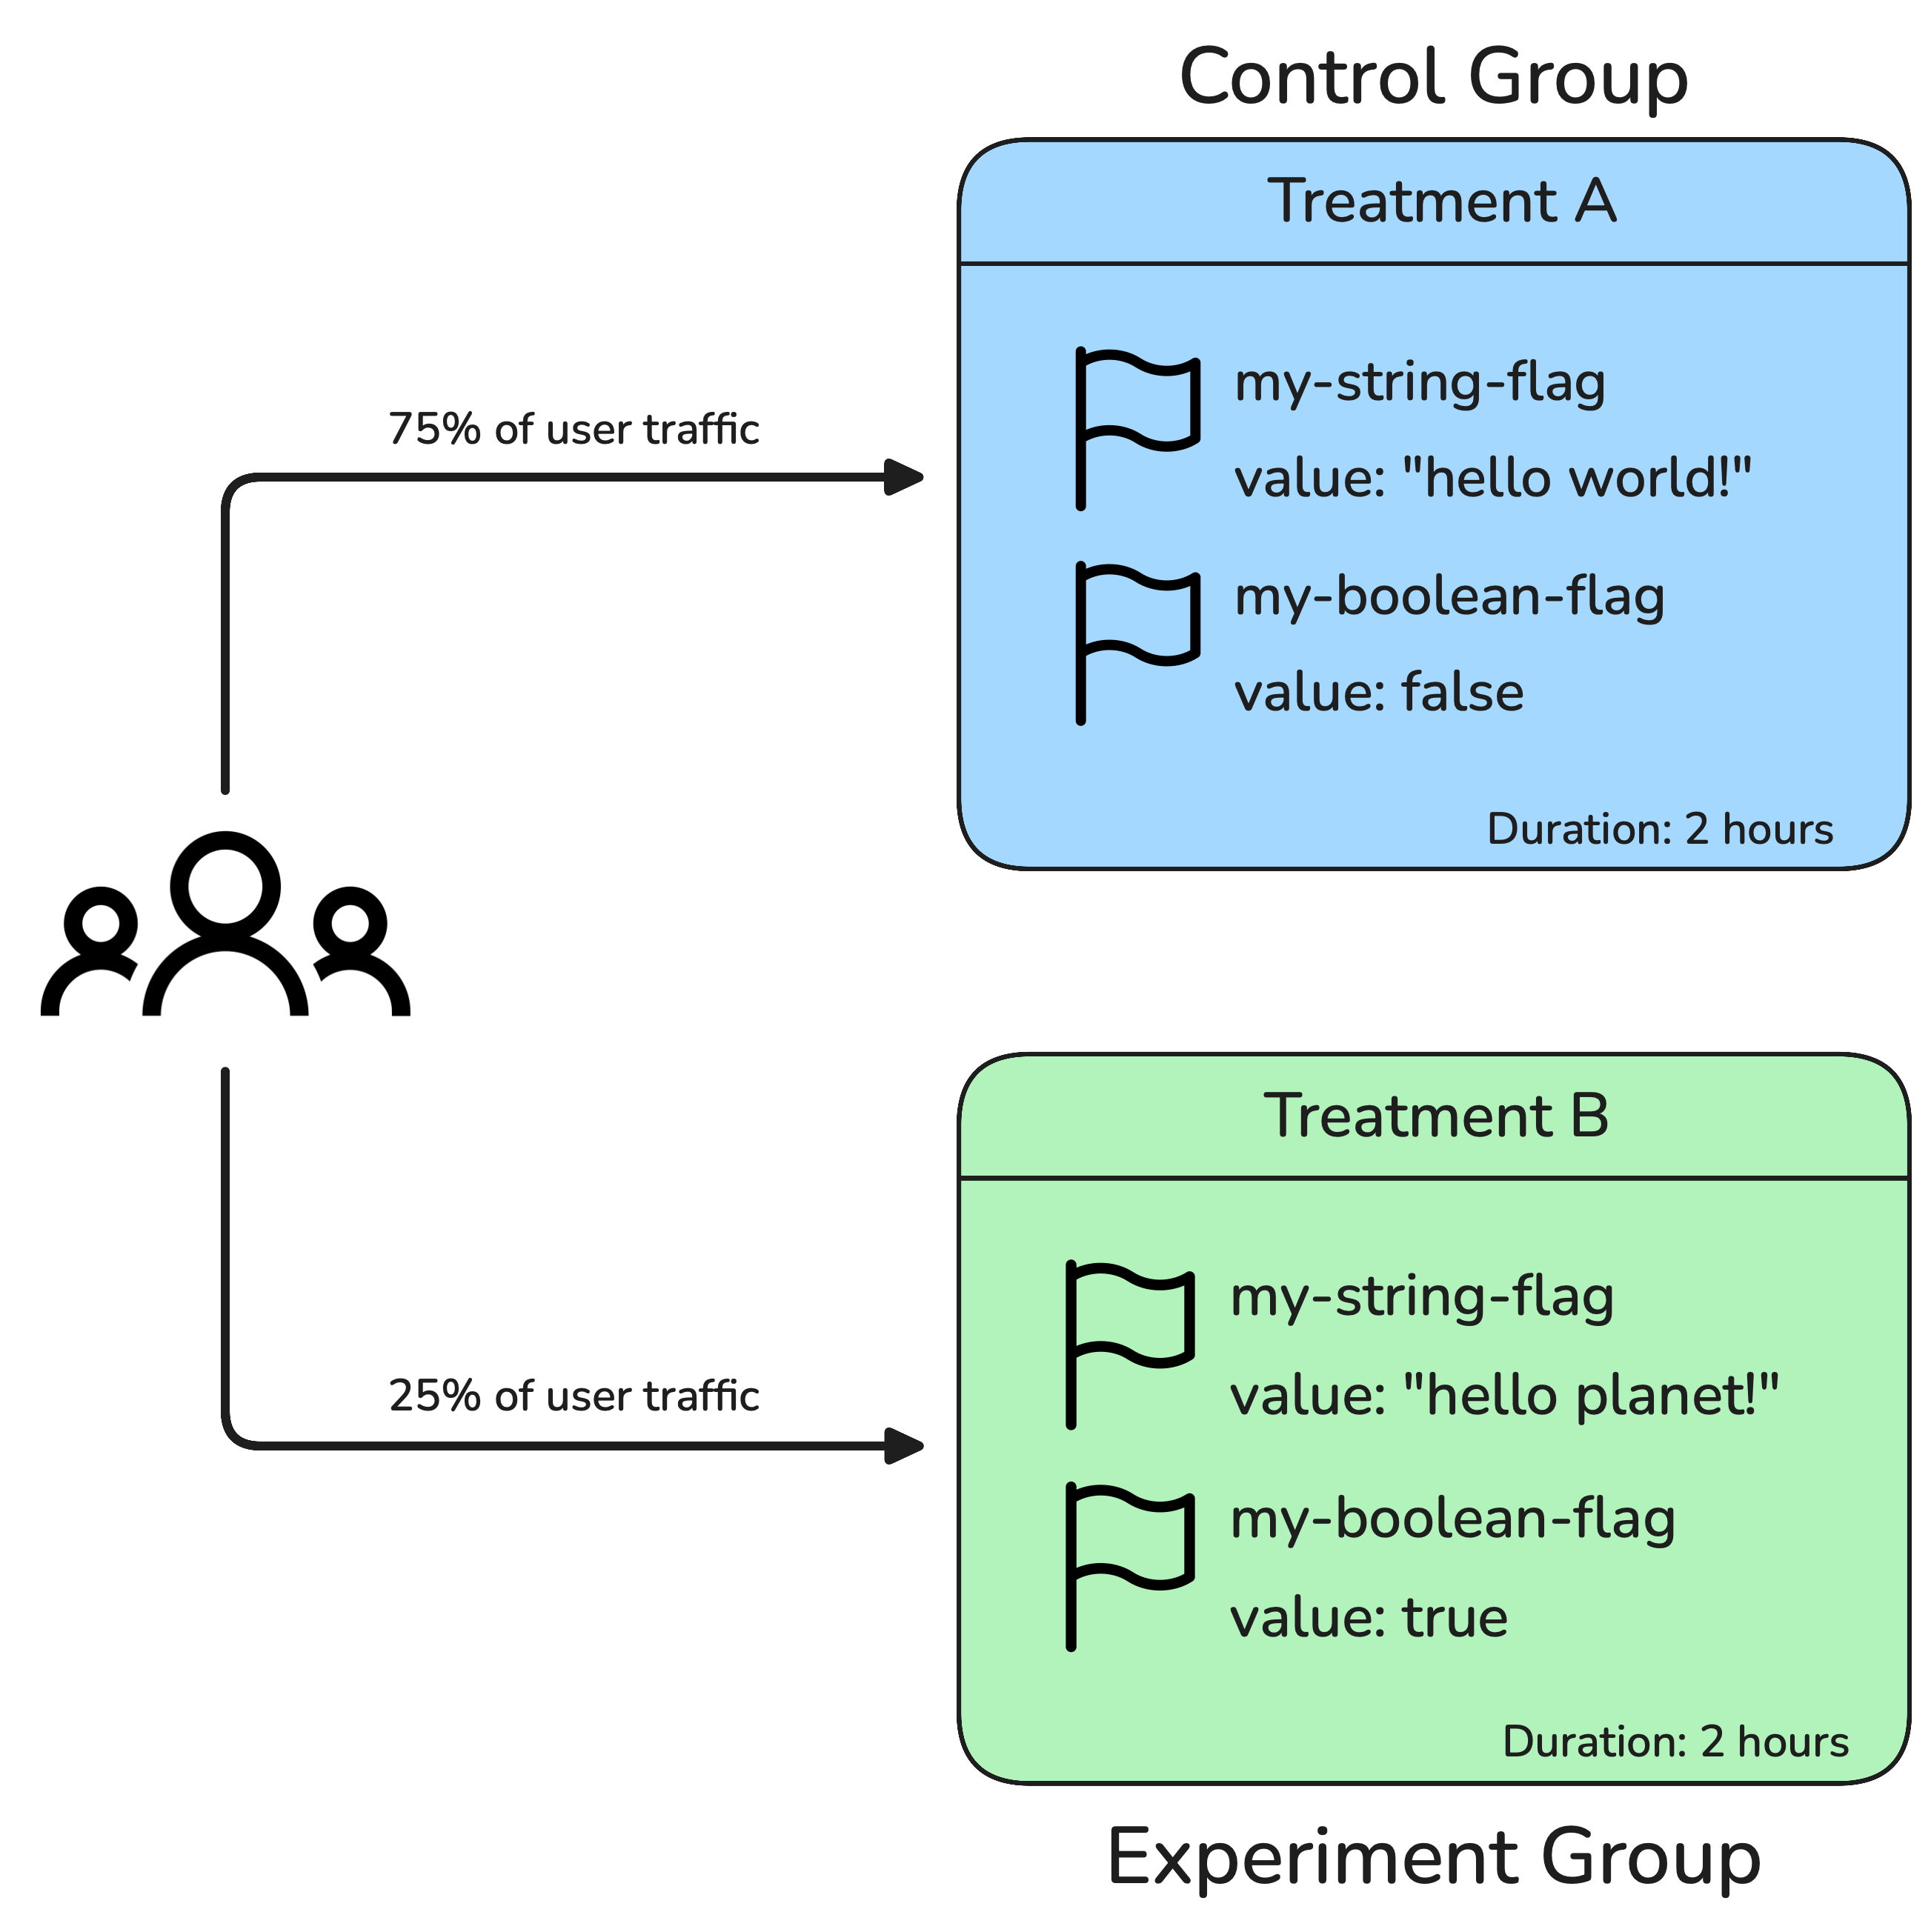 Control Group
Treatment A
75% of user traffic
my-string-flag
value: "hello world!"
my-boolean-flag
value: false
Duration: 2 hours
Treatment B
25% of user traffic
my-string-flag
value: "hello planet!"
my-boolean-flag
value: true
Duration: 2 hours
Experiment Group